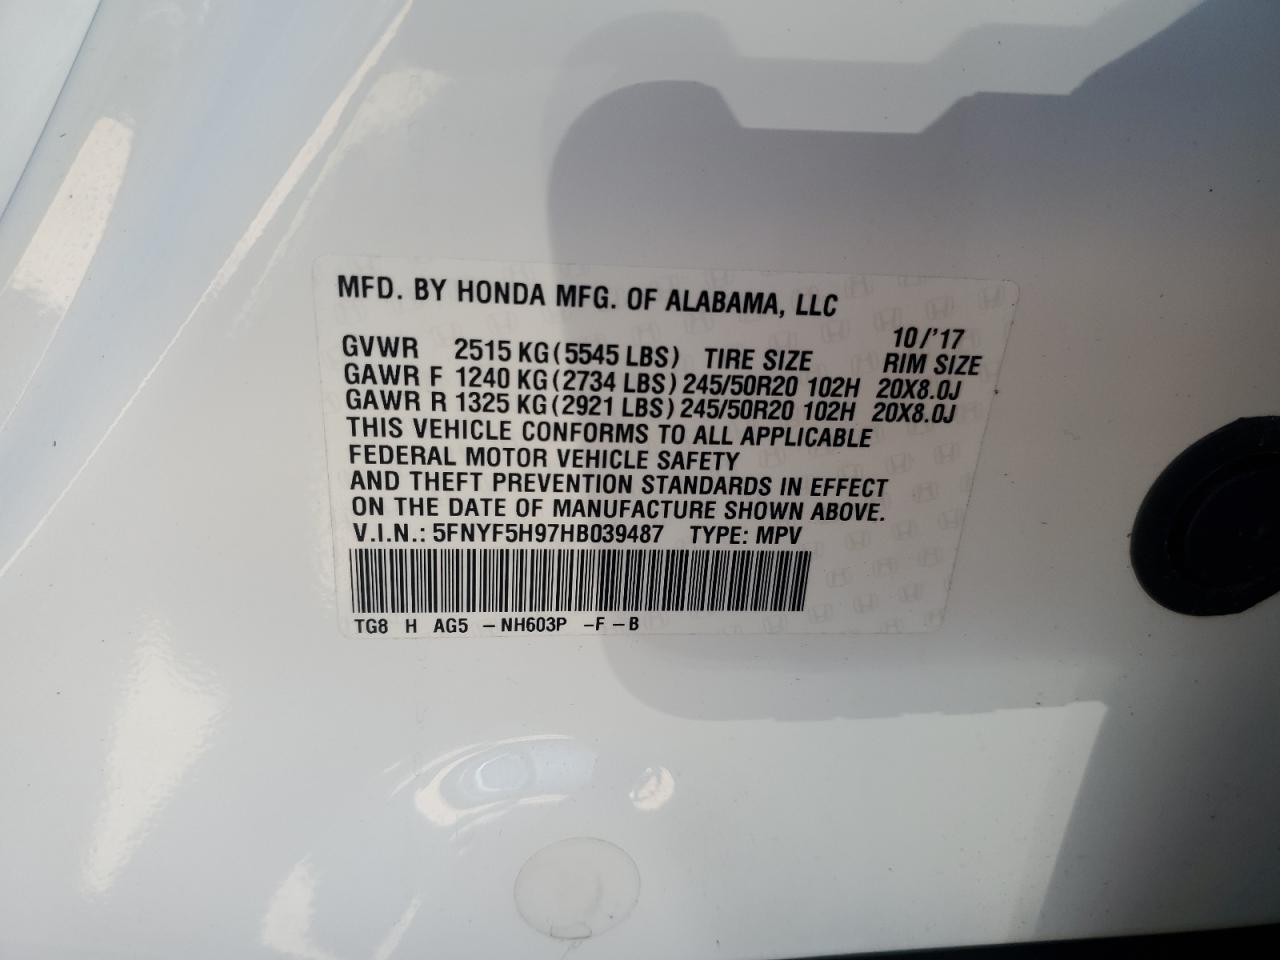 MFD. BY HONDA MFG. OF ALABAMA, LLC
10/'17
GVWR 2515 KG (5545 LBS) TIRE SIZE RIM SIZE
GAWR F 1240 KG (2734 LBS) 245/50R20 102H 20X8.0J
GAWR R 1325 KG (2921 LBS) 245/50R20 102H 20X8.0J
THIS VEHICLE CONFORMS TO ALL APPLICABLE
FEDERAL MOTOR VEHICLE SAFETY
AND THEFT PREVENTION STANDARDS IN EFFECT
ON THE DATE OF MANUFACTURE SHOWN ABOVE.
V.I.N.: 5FNYF5H97HB039487 TYPE: MPV
TG8 H AG5 -NH603P -F-B